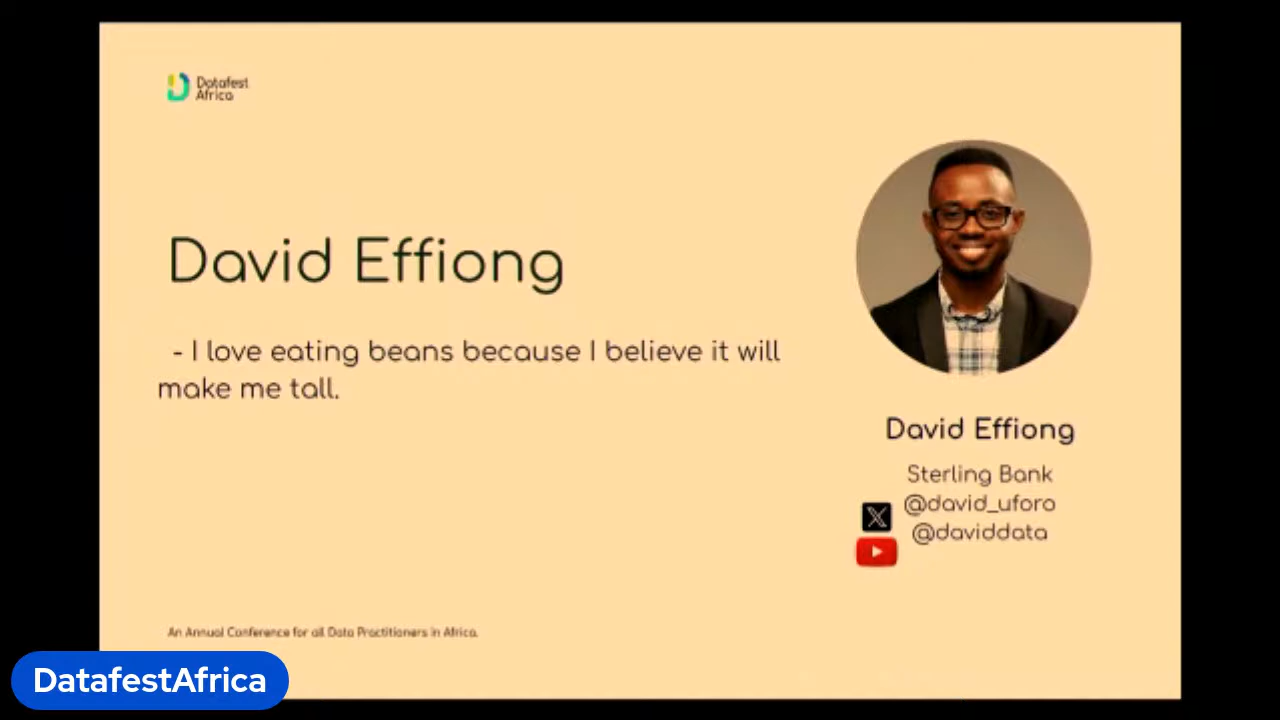 Datafest
Africa
David Effiong
- I love eating beans because I believe it will
make me tall.
David Effiong
Sterling Bank
@david_uforo
@daviddata
An Annual Conference for all Data Practitioners in Africa.
DatafestAfrica